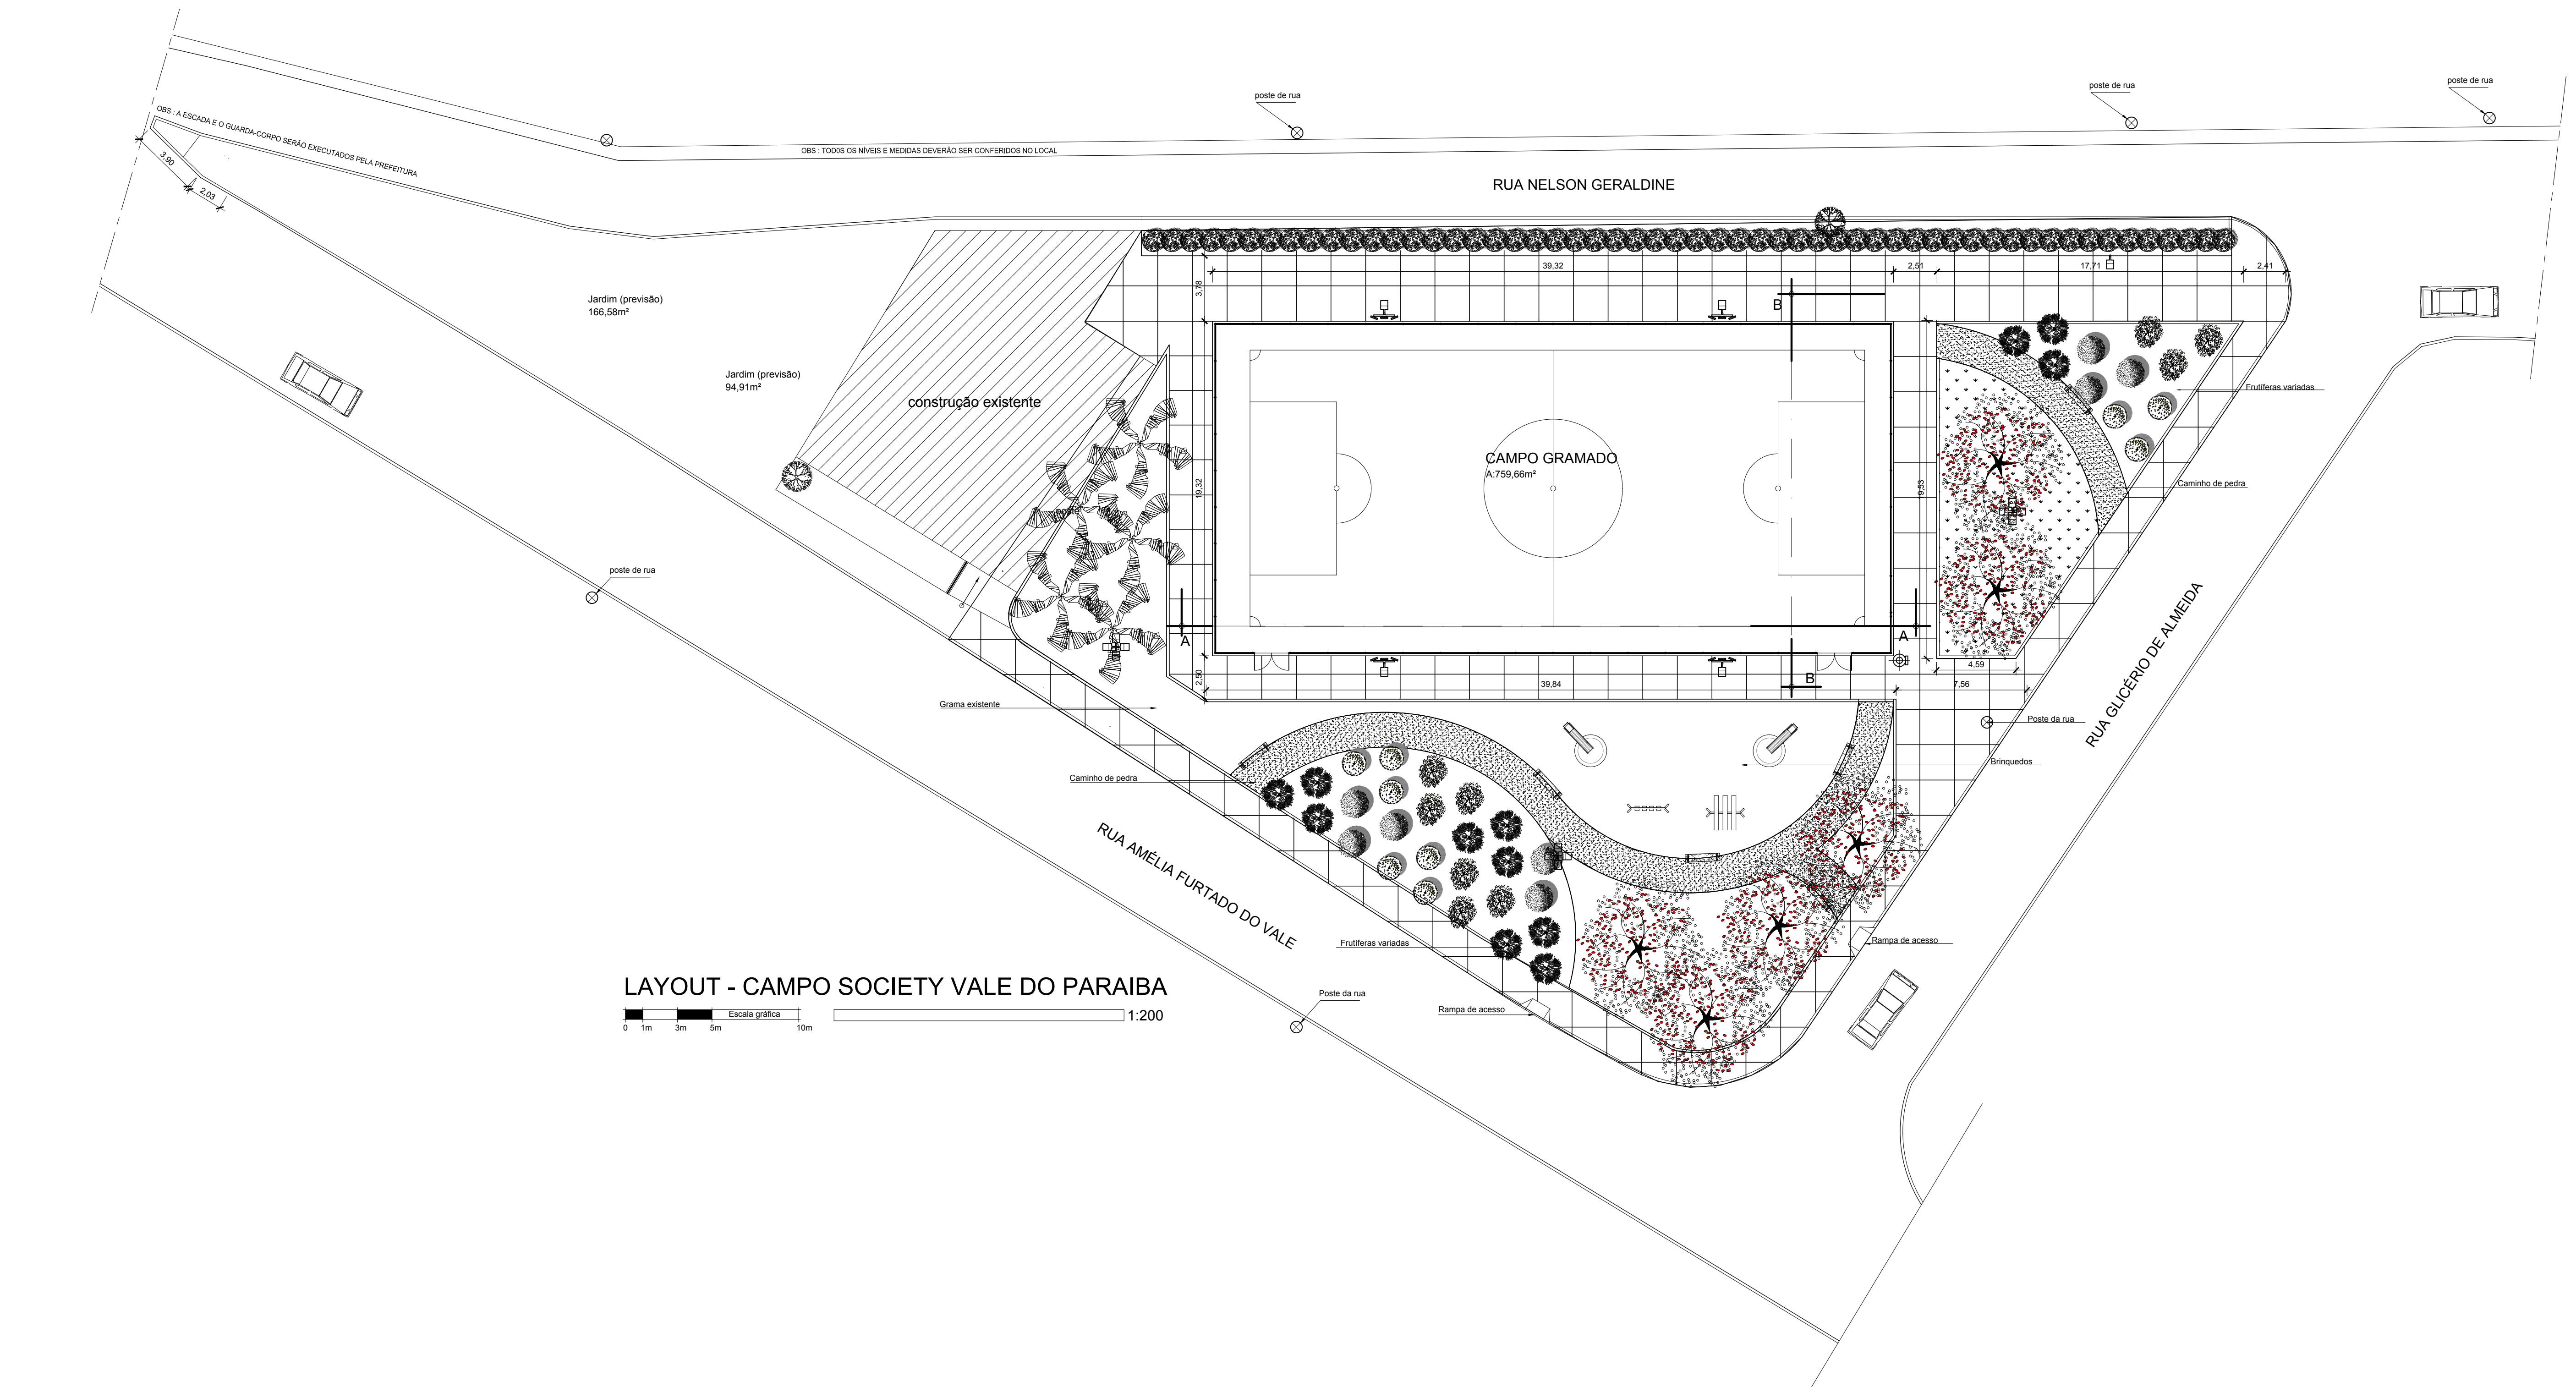 poste de rua
poste de rua
poste de rua
OBS : A ESCADA E O GUARDA-CORPO SERÃO EXECUTADOS PELA PREFEITURA
OBS : TODOS OS NÍVEIS E MEDIDAS DEVERÃO SER CONFERIDOS NO LOCAL
3,90
2,03
RUA NELSON GERALDINE
39,32
2,51
17,71
2,41
3,78
B
Jardim (previsão)
166,58m²
Jardim (previsão)
94,91m²
construção existente
Frutíferas variadas
CAMPO GRAMADO
A:759,66m²
19,32
19,53
Caminho de pedra
poste
poste de rua
A
A
4,59
2,50
39,84
B
7,56
RUA GLICÉRIO DE ALMEIDA
Grama existente
Poste da rua
Brinquedos
Caminho de pedra
RUA AMÉLIA FURTADO DO VALE
Frutíferas variadas
Rampa de acesso
LAYOUT - CAMPO SOCIETY VALE DO PARAIBA
Poste da rua
Rampa de acesso
Escala gráfica
1:200
0 1m 3m 5m 10m